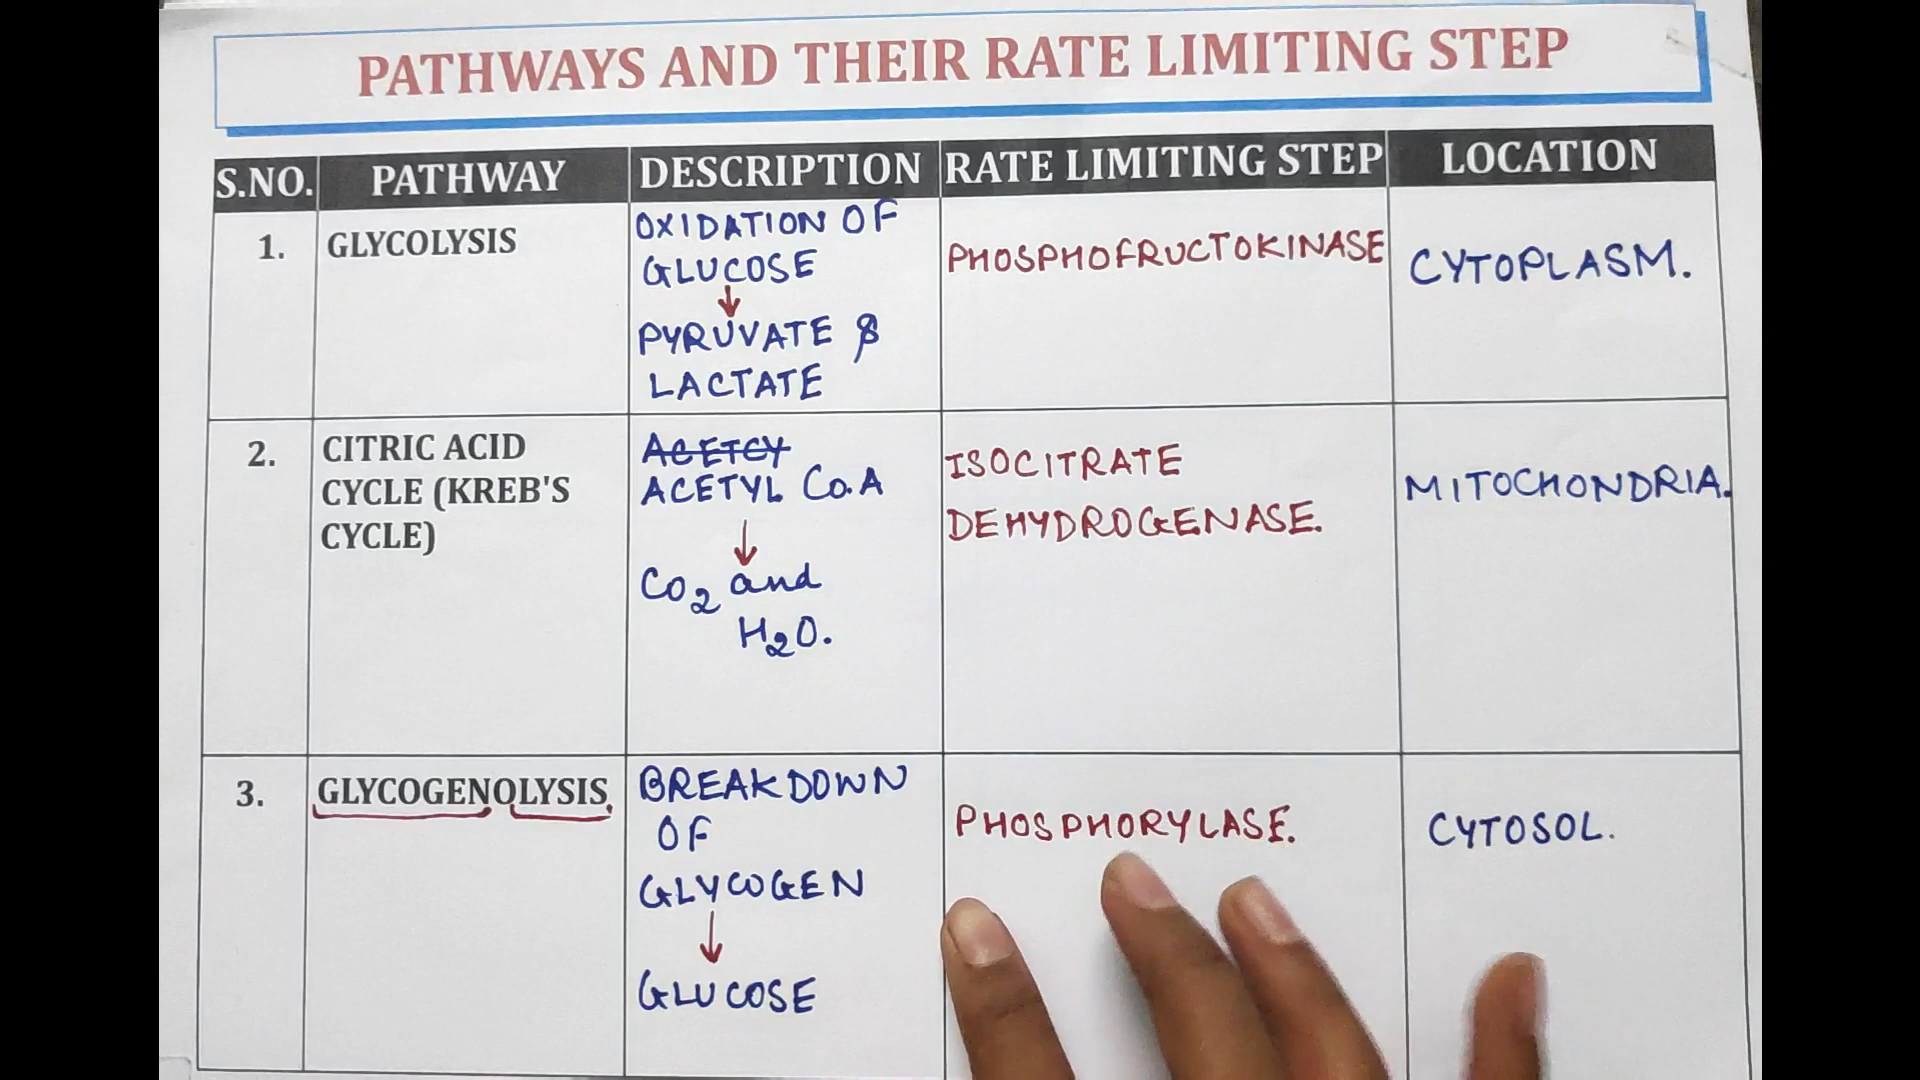 PATHWAYS AND THEIR RATE LIMITING STEP
S.NO. PATHWAY DESCRIPTION RATE LIMITING STEP LOCATION
1. GLYCOLYSIS
OXIDATION OF
GLUCOSE
↓
PYRUVATE &
LACTATE
PHOSPHOFRUCTOKINASE
CYTOPLASM.
2. CITRIC ACID
CYCLE (KREB'S
CYCLE)
ACETCY
ACETYL Co.A
↓
CO2 and
H2O.
ISOCITRATE
DEHYDROGENASE.
MITOCHONDRIA.
3. GLYCOGENOLYSIS
BREAKDOWN
OF
GLYCOGEN
↓
GLUCOSE
PHOSPHORYLASE.
CYTOSOL.